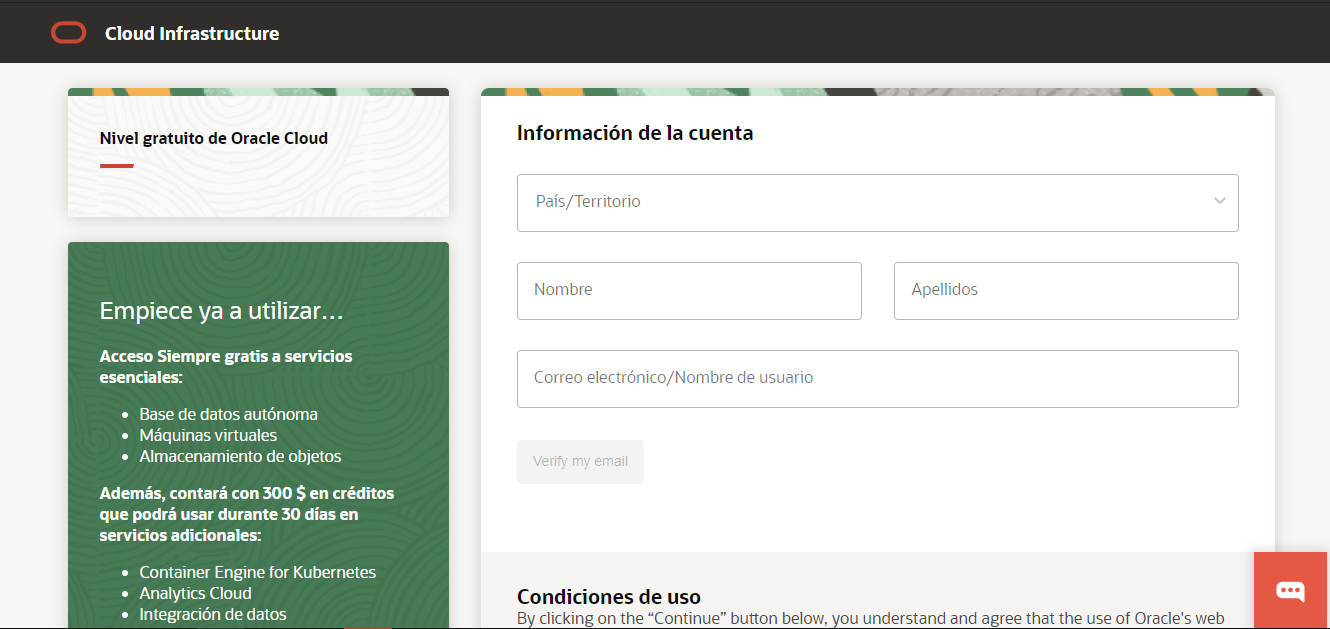 Cloud Infrastructure
Nivel gratuito de Oracle Cloud
Empiece ya a utilizar...
Acceso Siempre gratis a servicios
esenciales:
• Base de datos autónoma
• Máquinas virtuales
• Almacenamiento de objetos
Además, contará con 300 $ en créditos
que podrá usar durante 30 días en
servicios adicionales:
• Container Engine for Kubernetes
• Analytics Cloud
• Integración de datos
Información de la cuenta
País/Territorio
Nombre
Apellidos
Correo electrónico/Nombre de usuario
Verify my email
Condiciones de uso
By clicking on the “Continue” button below, you understand and agree that the use of Oracle's web